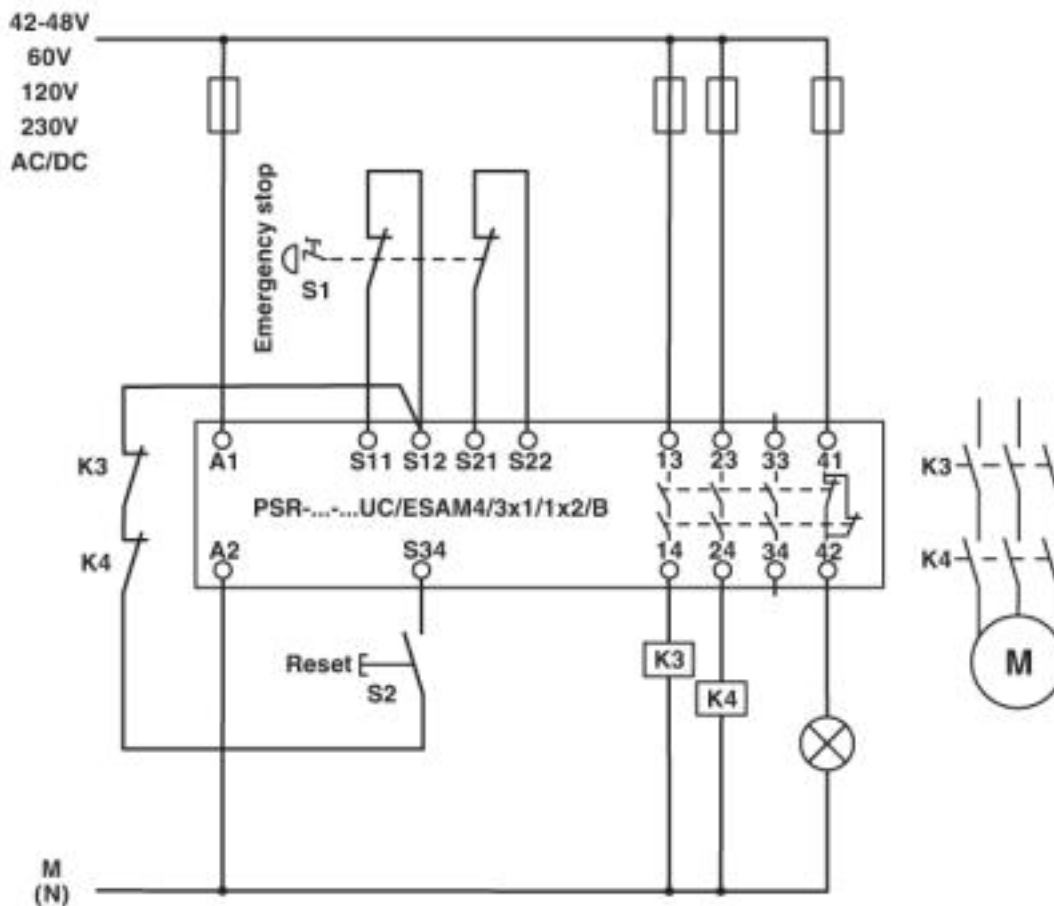 42-48V
60V
120V
230V
AC/DC
Emergency stop
S1
K3
K4
A1
S11
S12
S21
S22
13
23
33
41
PSR-...-...UC/ESAM4/3x1/1x2/B
A2
S34
14
24
34
42
K3
K4
Reset
S2
K3
K4
M
M
(N)